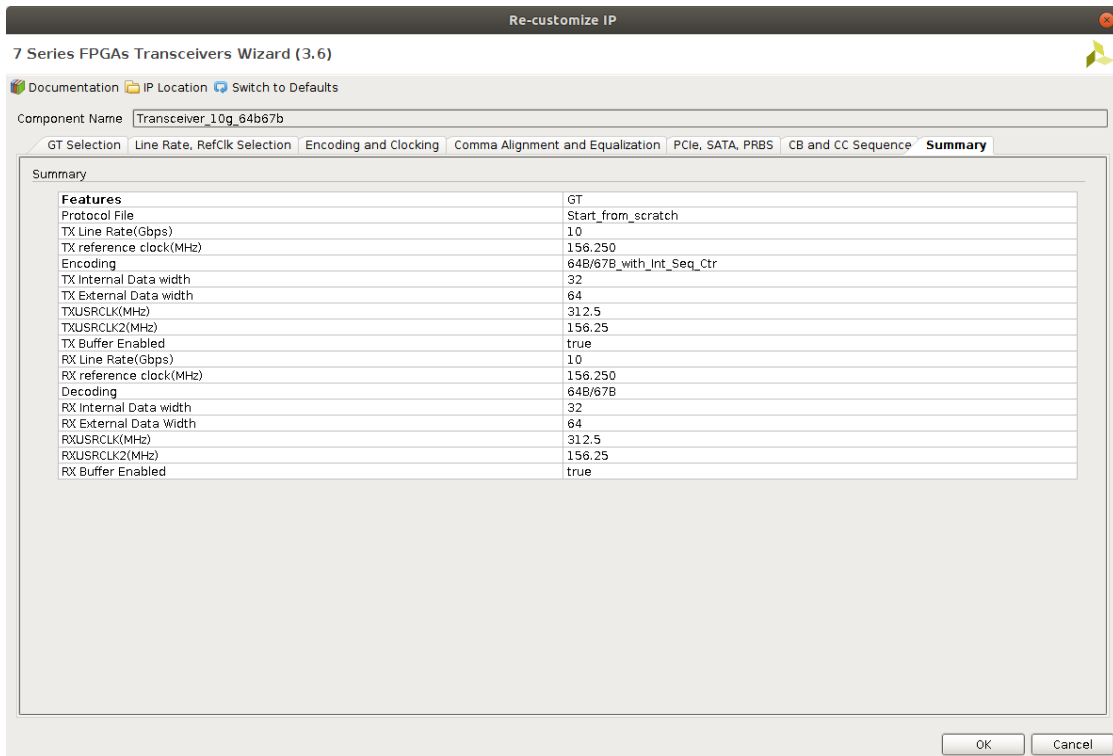 Re-customize IP
7 Series FPGAs Transceivers Wizard (3.6)
Documentation IP Location Switch to Defaults
Component Name Transceiver_10g_64b67b
GT Selection Line Rate, RefClk Selection Encoding and Clocking Comma Alignment and Equalization PCIe, SATA, PRBS CB and CC Sequence Summary
Summary
Features GT
Protocol File Start_from_scratch
TX Line Rate(Gbps) 10
TX reference clock(MHz) 156.250
Encoding 64B/67B_with_Int_Seq_Ctr
TX Internal Data width 32
TX External Data width 64
TXUSRCLK(MHz) 312.5
TXUSRCLK2(MHz) 156.25
TX Buffer Enabled true
RX Line Rate(Gbps) 10
RX reference clock(MHz) 156.250
Decoding 64B/67B
RX Internal Data width 32
RX External Data Width 64
RXUSRCLK(MHz) 312.5
RXUSRCLK2(MHz) 156.25
RX Buffer Enabled true
OK Cancel